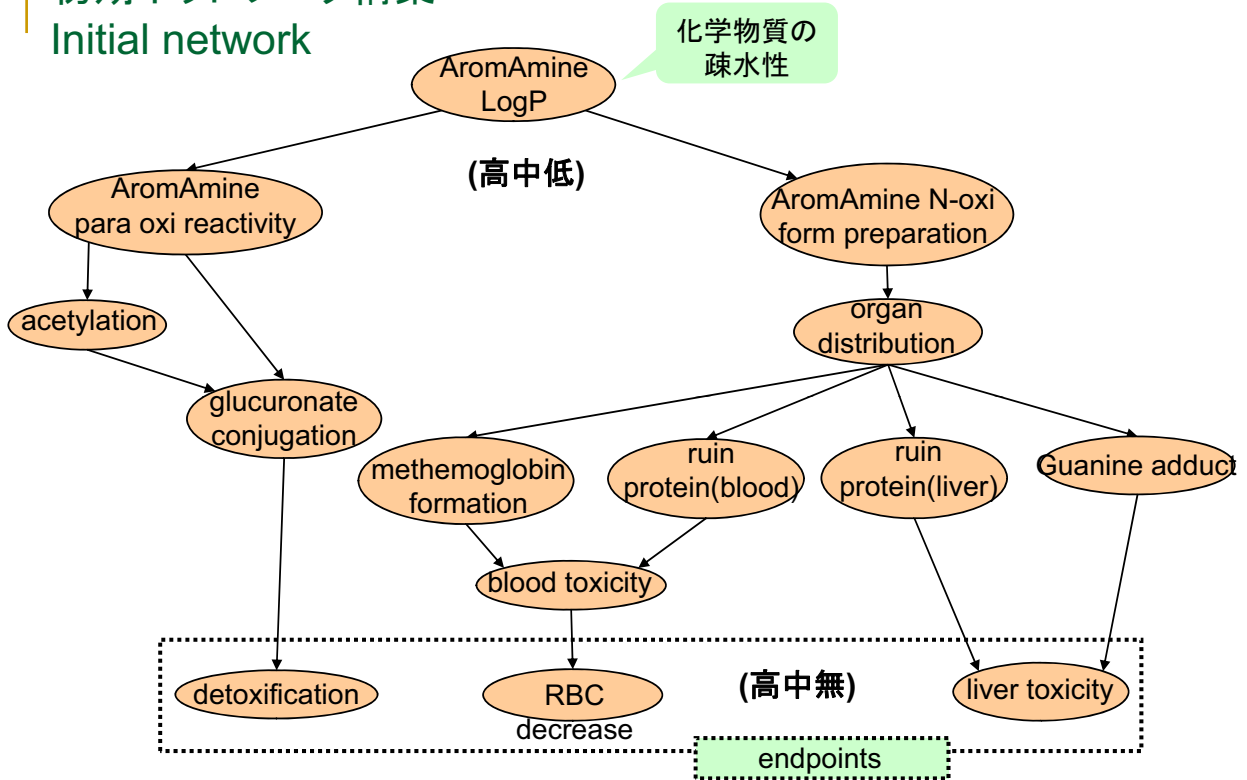 Initial network
化学物質の
疎水性
AromAmine
LogP
(高中低)
AromAmine
para oxi reactivity
AromAmine N-oxi
form preparation
acetylation
organ
distribution
glucuronate
conjugation
methemoglobin
formation
ruin
protein(blood)
ruin
protein(liver)
Guanine adduct
blood toxicity
detoxification
RBC
decrease
(高中無)
liver toxicity
endpoints